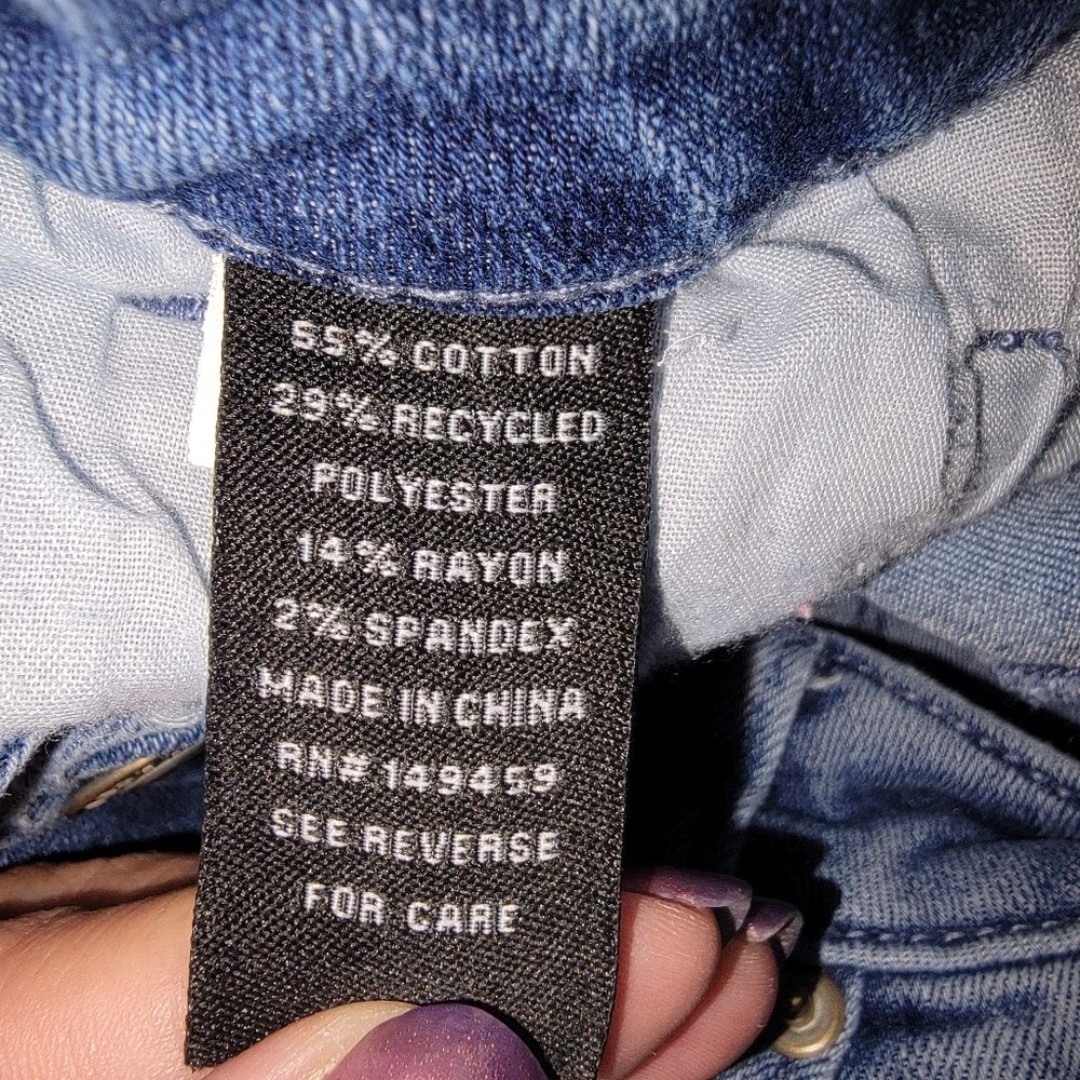 55% COTTON
29% RECYCLED
POLYESTER
14% RAYON
2% SPANDEX
MADE IN CHINA
RN# 149459
SEE REVERSE
FOR CARE